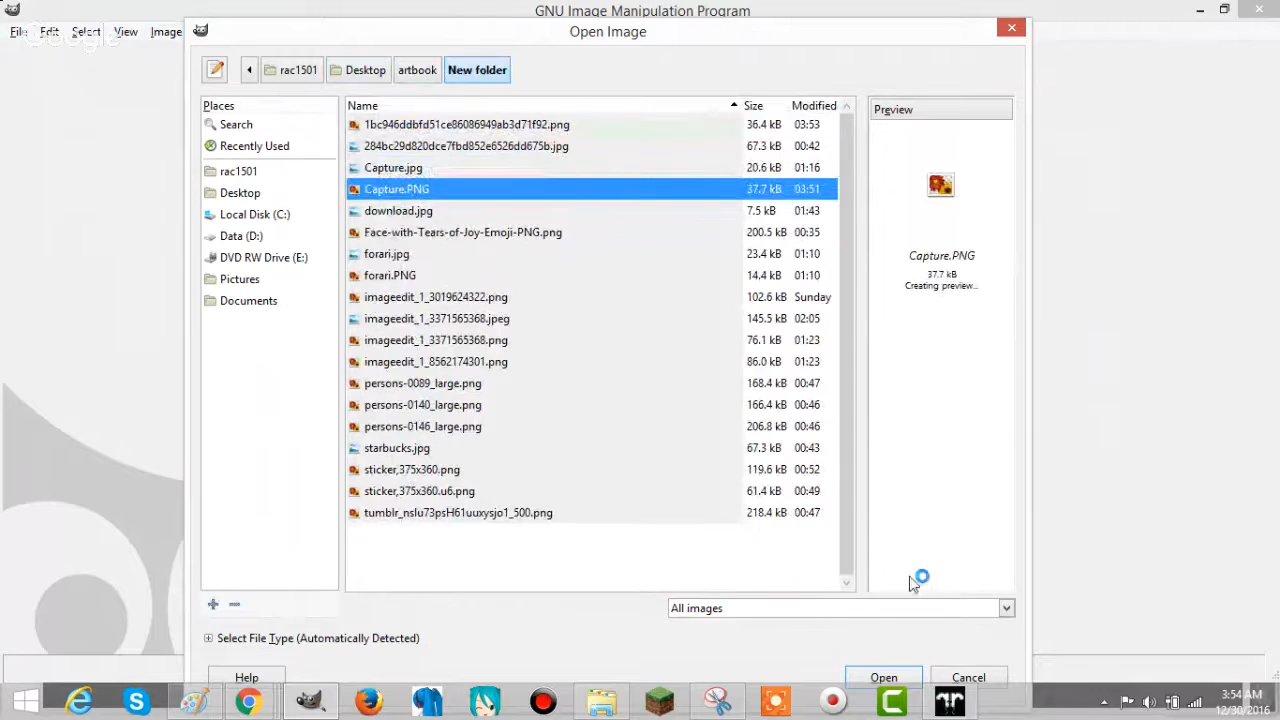 GNU Image Manipulation Program
File Edit Select View Image
Google
Open Image
rac1501 Desktop artbook New folder
Places Name Size Modified Preview
Search
Recently Used
rac1501
Desktop
Local Disk (C:)
Data (D:)
DVD RW Drive (E:)
Pictures
Documents
1bc946ddbfd51ce86086949ab3d71f92.png 36.4 kB 03:53
284bc29d820dce7fbd852e6526dd675b.jpg 67.3 kB 00:42
Capture.jpg 20.6 kB 01:16
Capture.PNG 37.7 kB 03:51
download.jpg 7.5 kB 01:43
Face-with-Tears-of-Joy-Emoji-PNG.png 200.5 kB 00:35
forari.jpg 23.4 kB 01:10
forari.PNG 14.4 kB 01:10
imageedit_1_3019624322.png 102.6 kB Sunday
imageedit_1_3371565368.jpeg 145.5 kB 02:05
imageedit_1_3371565368.png 76.1 kB 01:23
imageedit_1_8562174301.png 86.0 kB 01:23
persons-0089_large.png 168.4 kB 00:47
persons-0140_large.png 166.4 kB 00:46
persons-0146_large.png 206.8 kB 00:46
starbucks.jpg 67.3 kB 00:43
sticker,375x360.png 119.6 kB 00:52
sticker,375x360.u6.png 61.4 kB 00:49
tumblr_nslu73psH61uuxysjo1_500.png 218.4 kB 00:47
Capture.PNG
37.7 kB
Creating preview...
All images
Select File Type (Automatically Detected)
Help Open Cancel
3:54 AM
12/30/2016